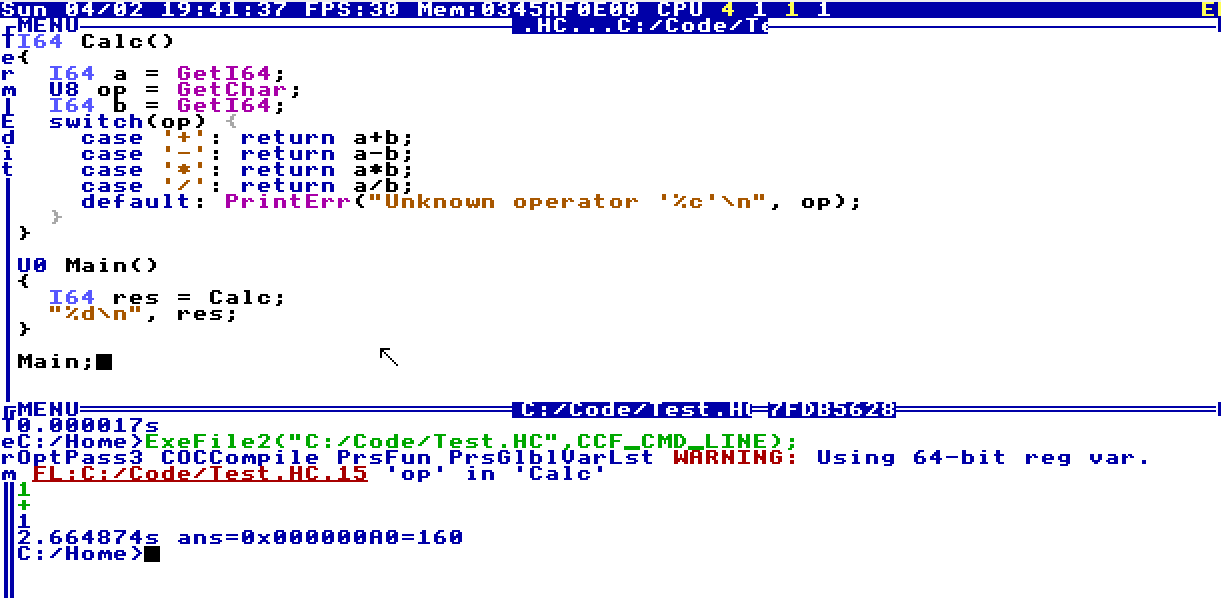 Sun 04/02 19:41:37 FPS:30 Mem:0345AF0E00 CPU 4 1 1 1
MENU
.HC...C:/Code/Te
TermEdit
I64 Calc()
{
I64 a = GetI64;
U8 op = GetChar;
I64 b = GetI64;
switch(op) {
case '+': return a+b;
case '-': return a-b;
case '*': return a*b;
case '/': return a/b;
default: PrintErr("Unknown operator '%c'\n", op);
}
}
U0 Main()
{
I64 res = Calc;
"%d\n", res;
}
Main;
MENU
C:/Code/Test.HC
7FDB5628
Term
0.000017s
C:/Home>ExeFile2("C:/Code/Test.HC",CCF_CMD_LINE);
OptPass3 COCCompile PrsFun PrsGlblVarLst WARNING: Using 64-bit reg var.
FL:C:/Code/Test.HC,15 'op' in 'Calc'
1
+
1
2.664874s ans=0x000000A0=160
C:/Home>